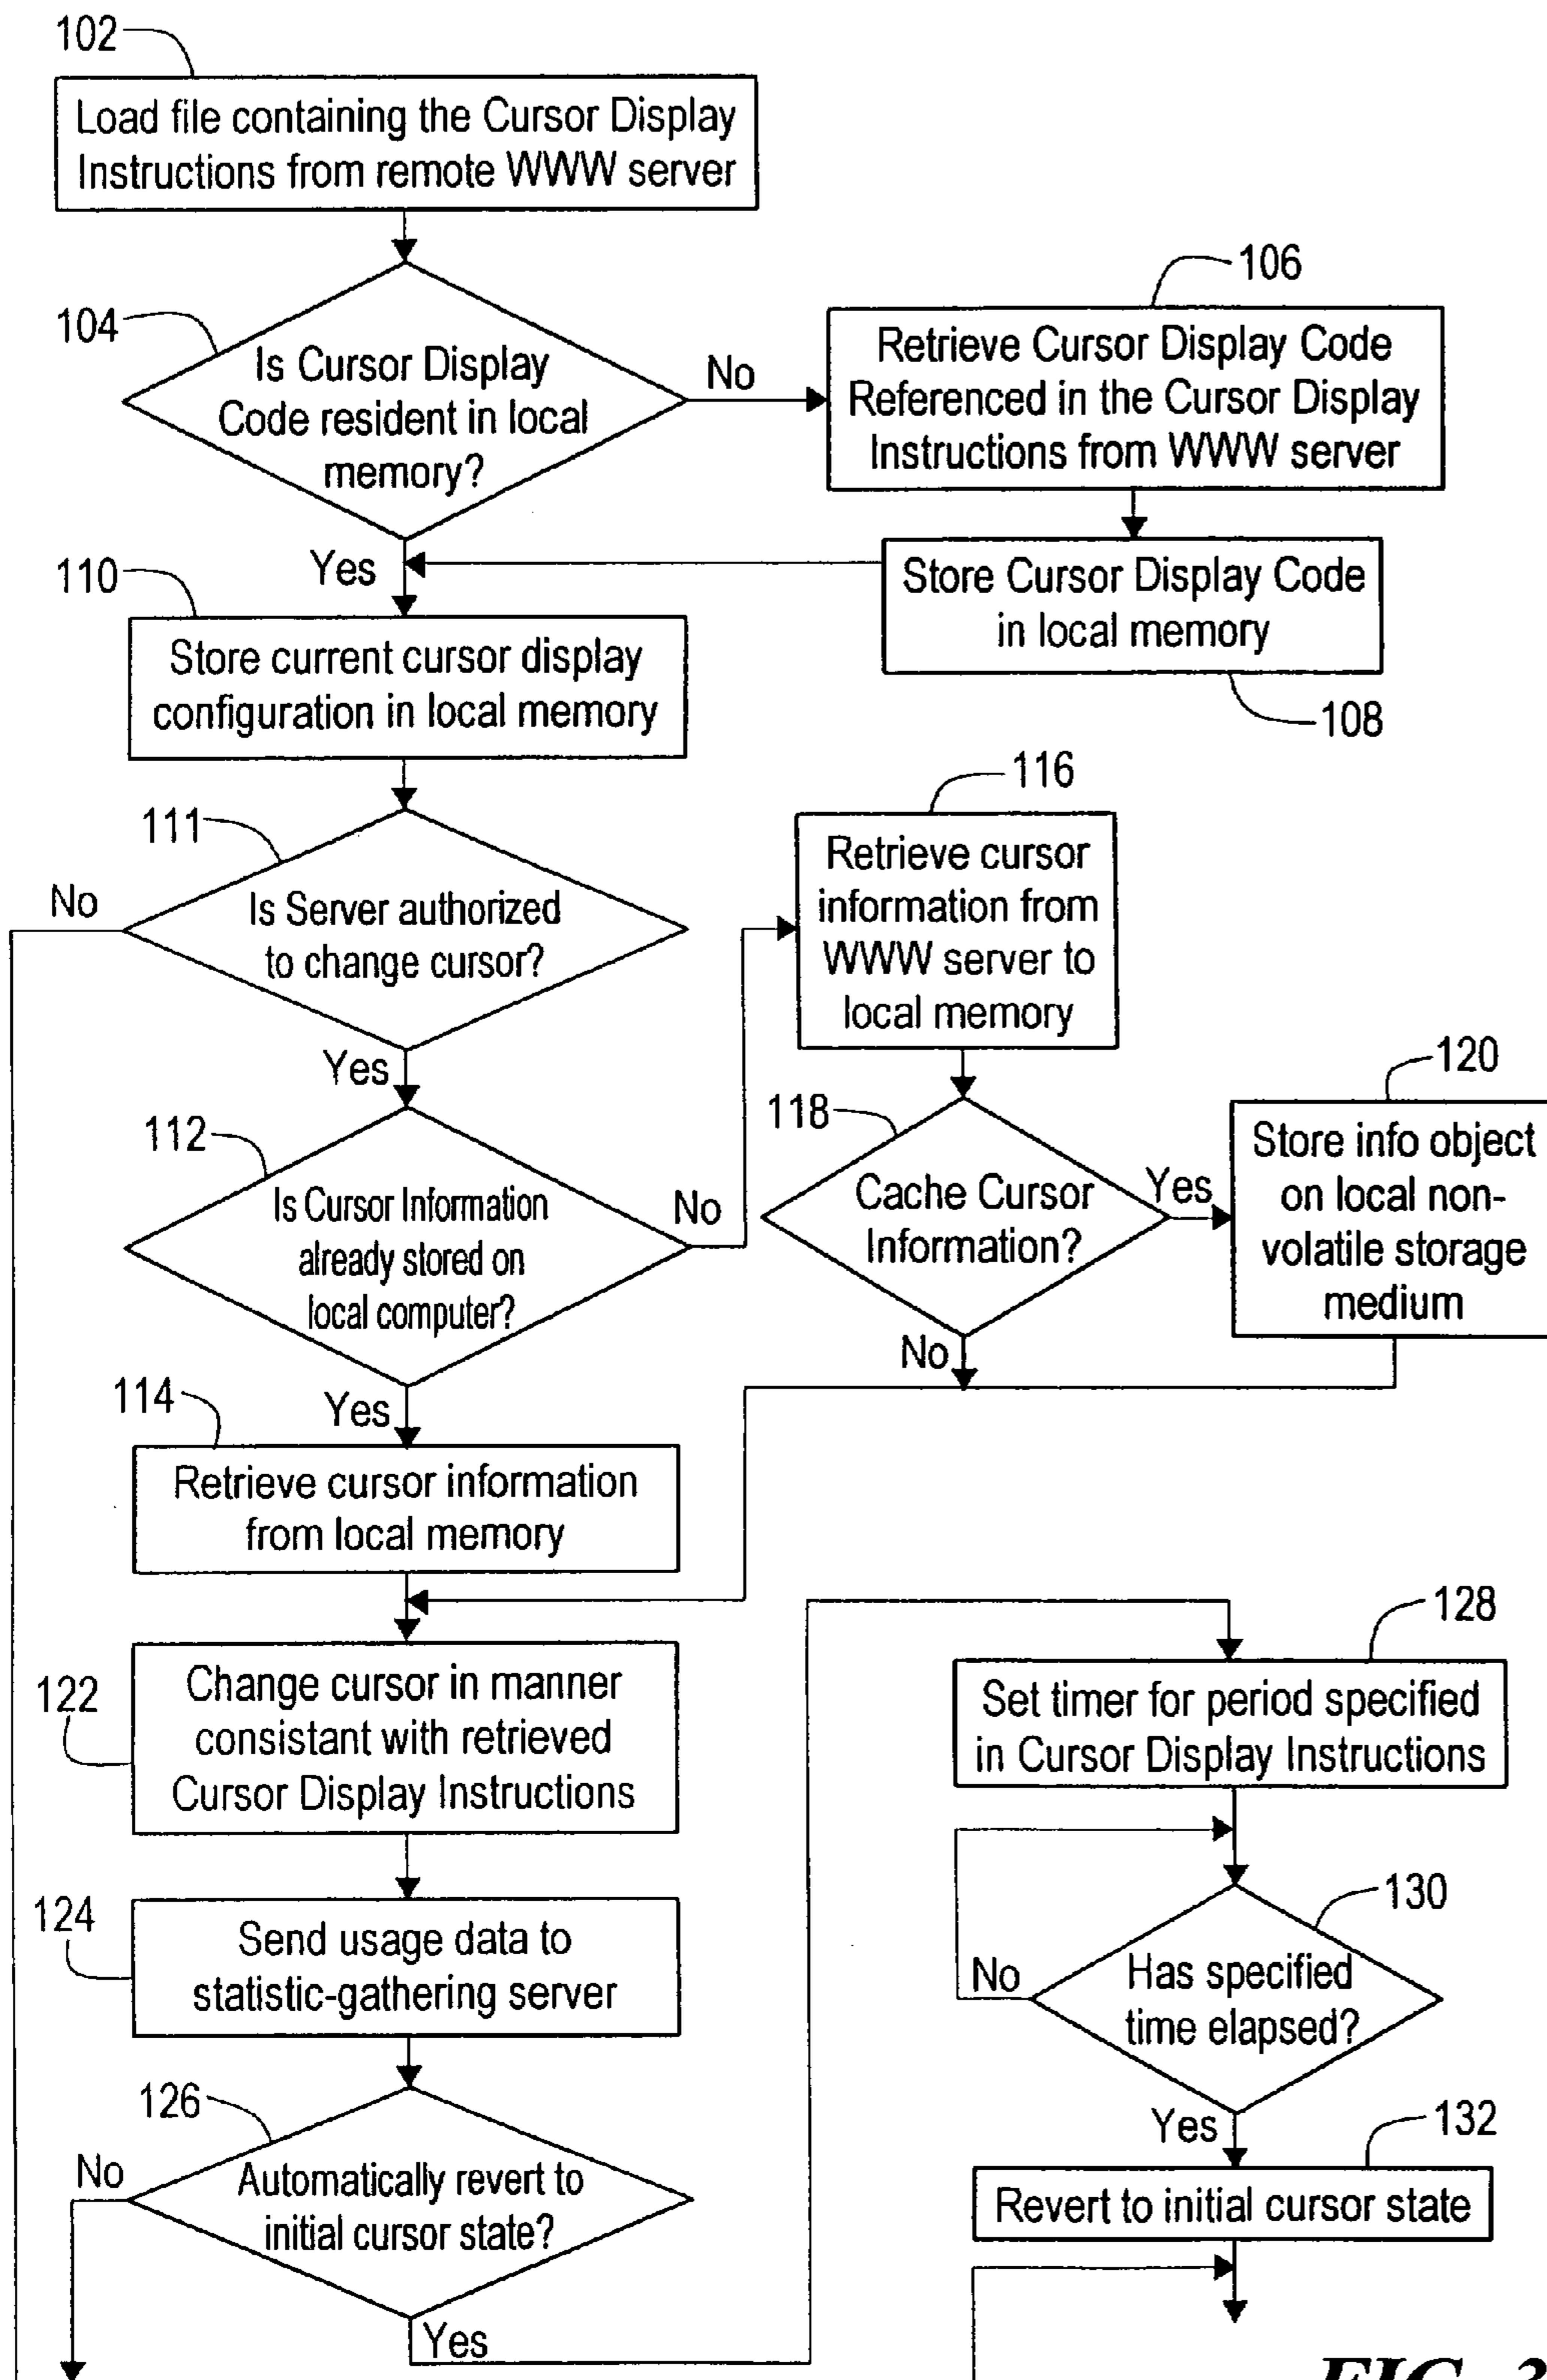 102
Load file containing the Cursor Display
Instructions from remote WWW server
104
Is Cursor Display
Code resident in local
memory?
No
106
Retrieve Cursor Display Code
Referenced in the Cursor Display
Instructions from WWW server
Yes
Store Cursor Display Code
in local memory
108
110
Store current cursor display
configuration in local memory
111
No
Is Server authorized
to change cursor?
Yes
116
Retrieve cursor
information from
WWW server to
local memory
112
Is Cursor Information
already stored on
local computer?
No
118
Cache Cursor
Information?
Yes
120
Store info object
on local non-
volatile storage
medium
No
Yes
114
Retrieve cursor information
from local memory
122
Change cursor in manner
consistant with retrieved
Cursor Display Instructions
124
Send usage data to
statistic-gathering server
126
No
Automatically revert to
initial cursor state?
Yes
128
Set timer for period specified
in Cursor Display Instructions
130
No
Has specified
time elapsed?
Yes
132
Revert to initial cursor state
FIG. 3